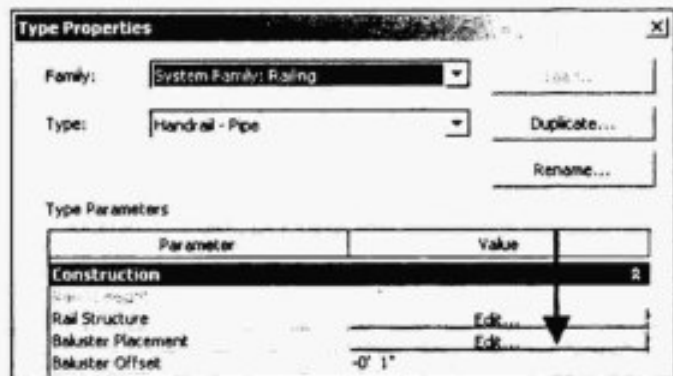 Type Properties
Family: System Family: Railing
Type: Handrail - Pipe Duplicate...
Rename...
Type Parameters
Parameter Value
Construction
Rail Structure Edit...
Baluster Placement Edit...
Baluster Offset -0' 1"